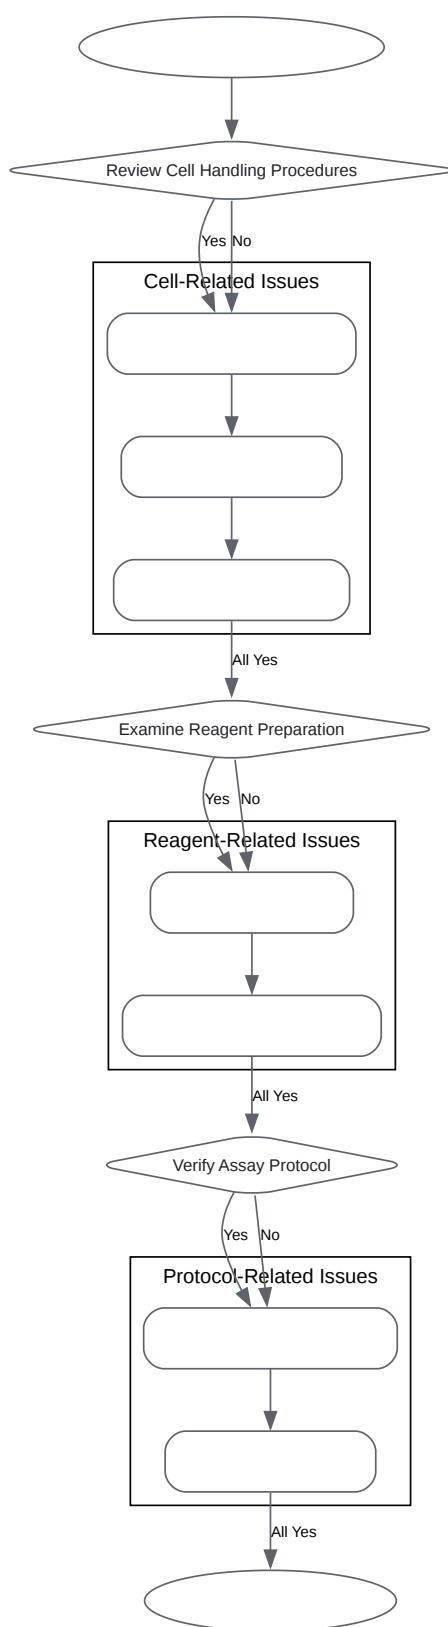 Review Cell Handling Procedures
Yes No
Cell-Related Issues
All Yes
Examine Reagent Preparation
Yes No
Reagent-Related Issues
All Yes
Verify Assay Protocol
Yes No
Protocol-Related Issues
All Yes